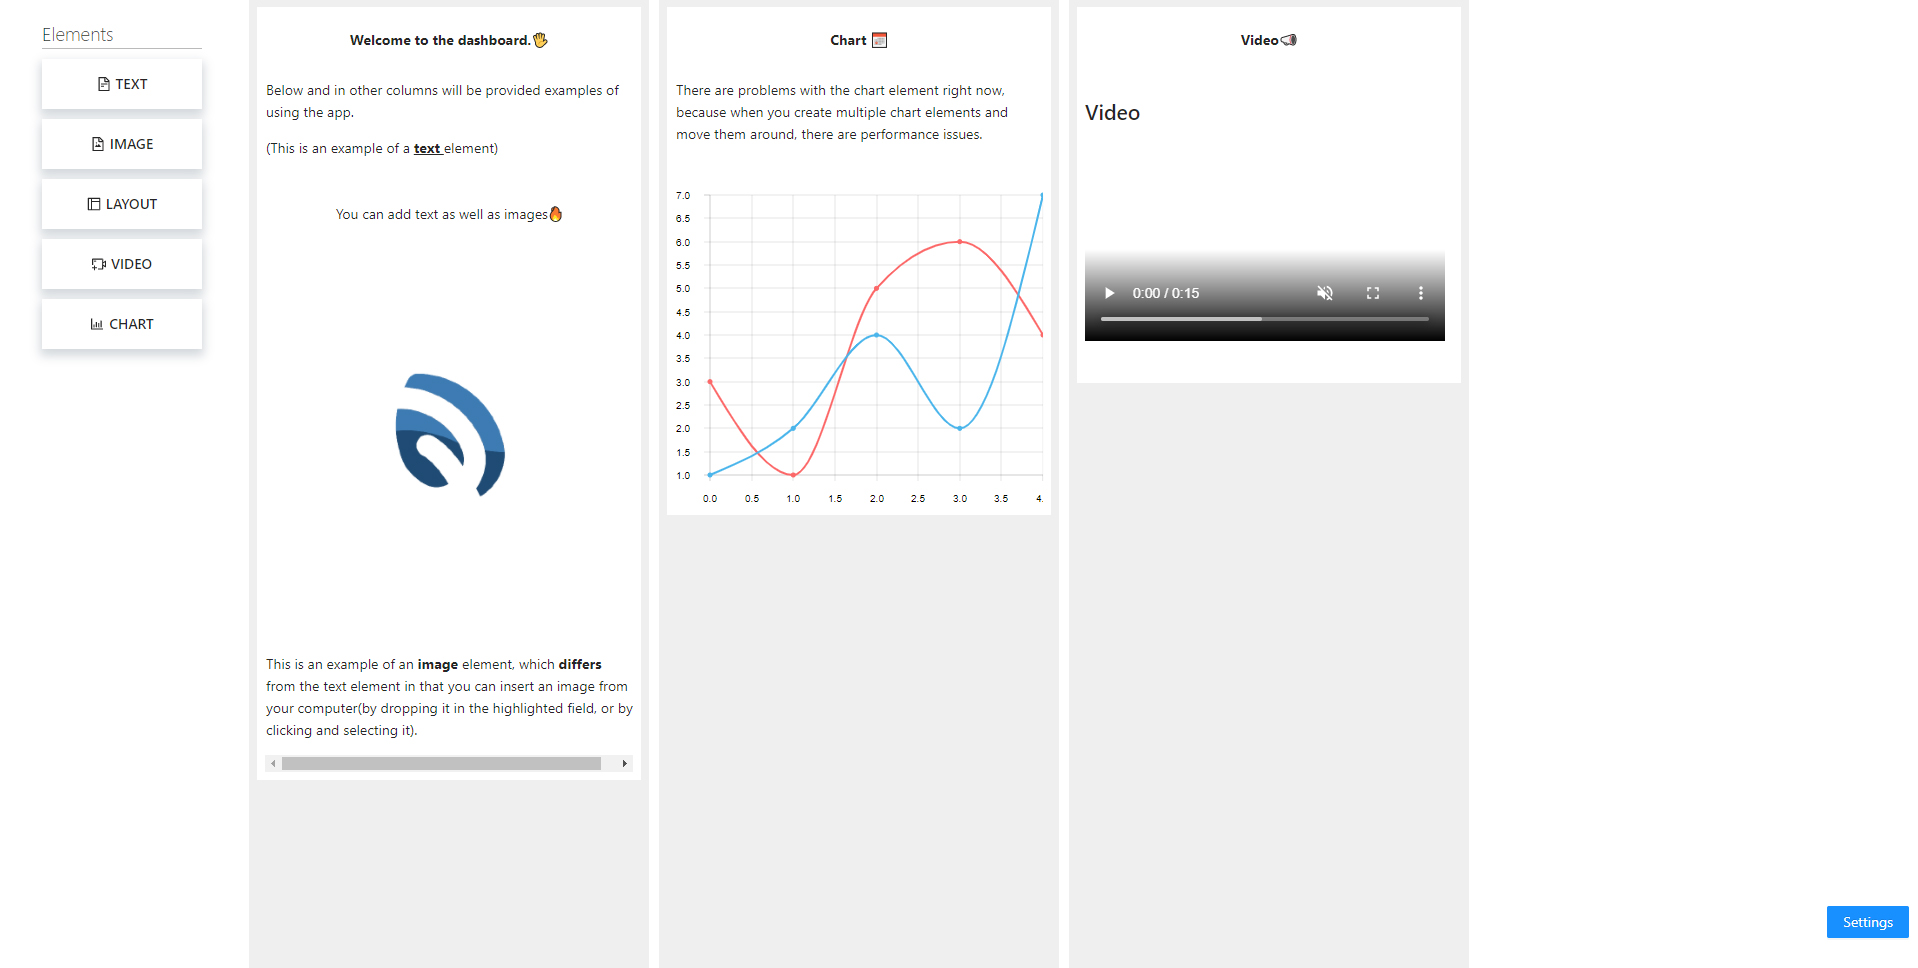 Elements
TEXT
IMAGE
LAYOUT
VIDEO
CHART
Welcome to the dashboard.🖐
Below and in other columns will be provided examples of
using the app.
(This is an example of a text element)
You can add text as well as images🔥
This is an example of an image element, which differs
from the text element in that you can insert an image from
your computer(by dropping it in the highlighted field, or by
clicking and selecting it).
Chart 📅
There are problems with the chart element right now,
because when you create multiple chart elements and
move them around, there are performance issues.
7.0
6.5
6.0
5.5
5.0
4.5
4.0
3.5
3.0
2.5
2.0
1.5
1.0
0.0 0.5 1.0 1.5 2.0 2.5 3.0 3.5 4.
Video📢
Video
0:00 / 0:15
Settings